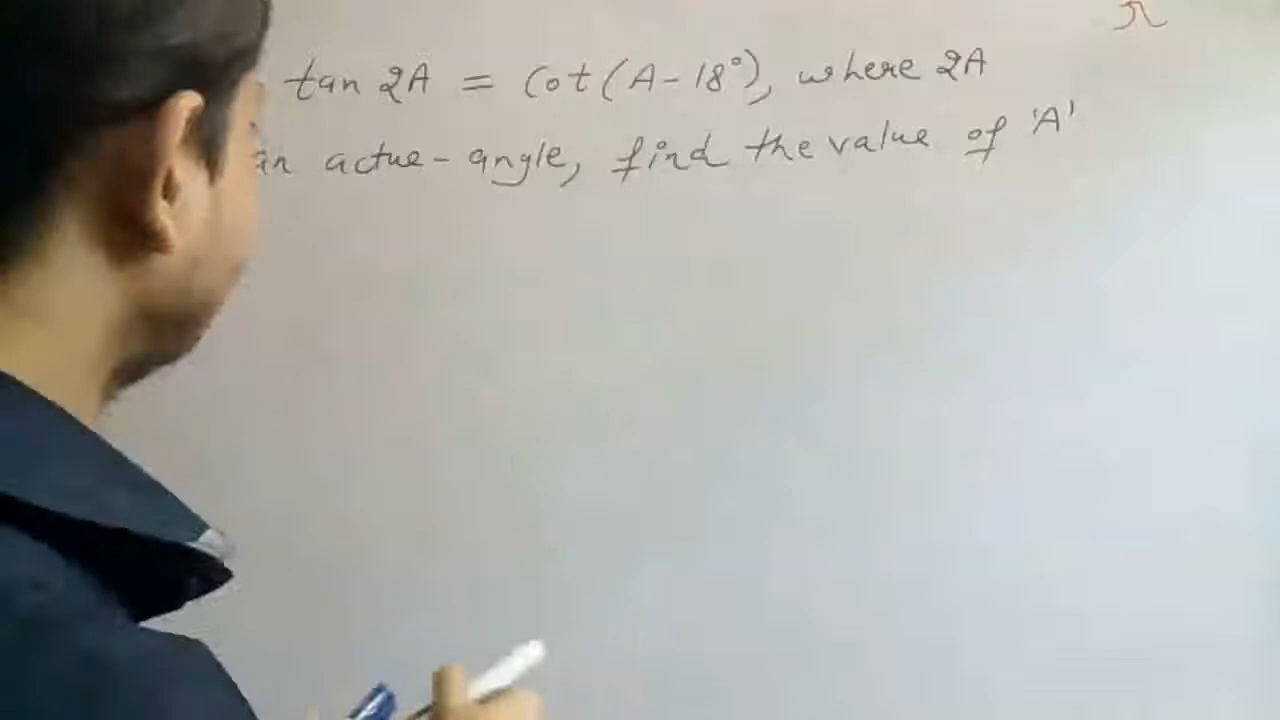 tan 2A = Cot (A - 18°), where 2A
an actue - angle, find the value of 'A'